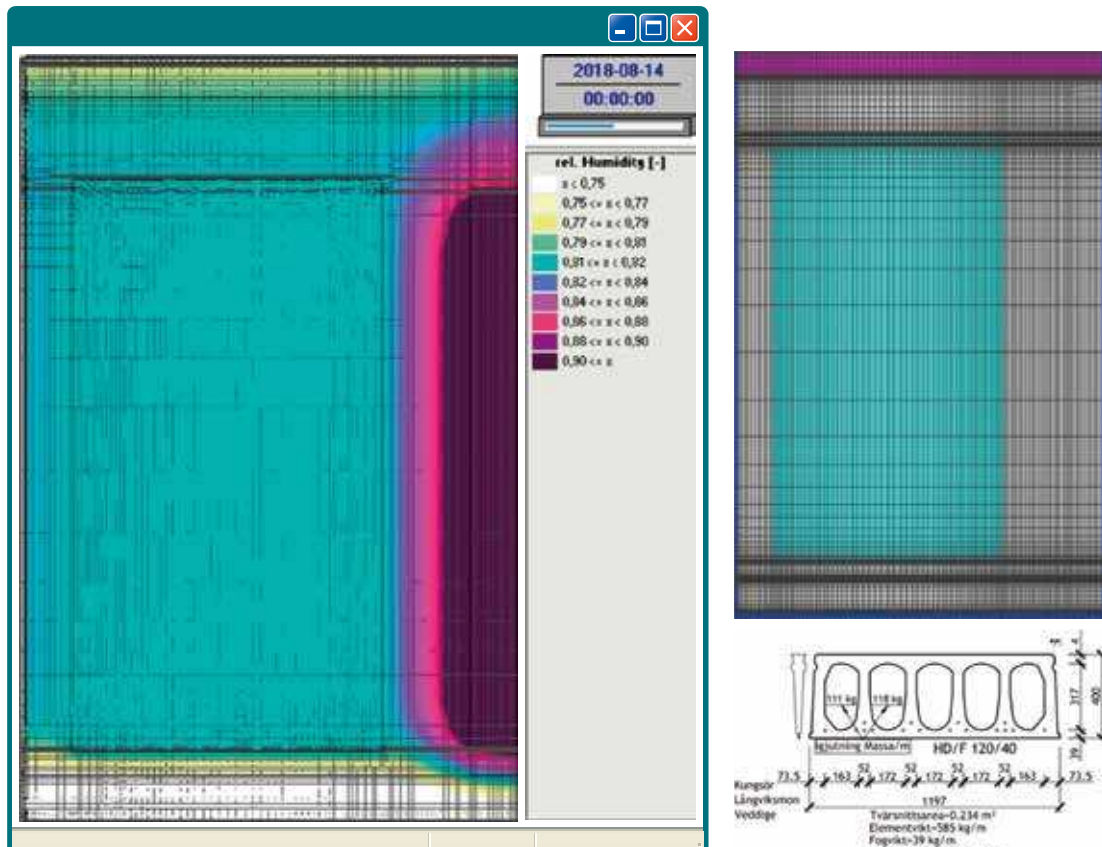 2018-08-14
00:00:00
rel. Humidity [-]
x < 0,75
0,75 <= x < 0,77
0,77 <= x < 0,79
0,79 <= x < 0,81
0,81 <= x < 0,82
0,82 <= x < 0,84
0,84 <= x < 0,86
0,86 <= x < 0,88
0,88 <= x < 0,90
0,90 <= x
111 kg
118 kg
317
400
39
Igjutning Massa/m
HD/F 120/40
73.5
163
52
172
52
172
52
172
52
163
73.5
Kungsör
Långviksmon
Veddige
1197
Tvärsnittsarea=0.234 m²
Elementvikt=585 kg/m
Fogvikt=39 kg/m